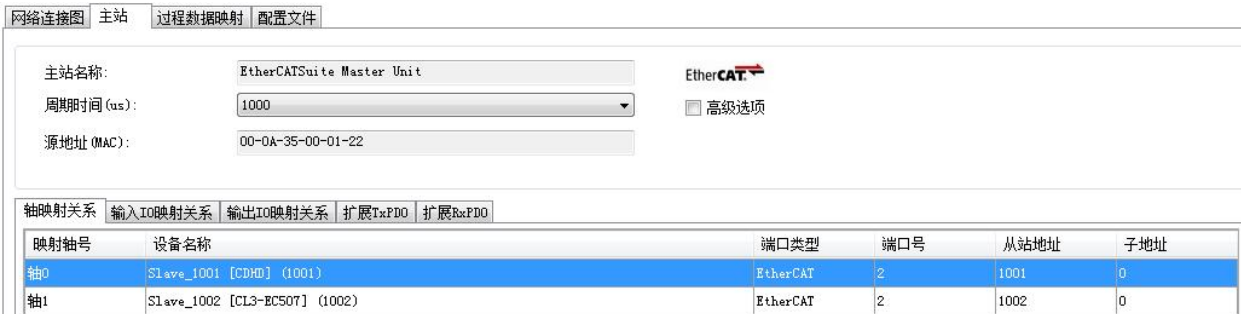 网络连接图 主站 过程数据映射 配置文件
主站名称: EtherCATSuite Master Unit EtherCAT.
周期时间(us): 1000 高级选项
源地址(MAC): 00-0A-35-00-01-22
轴映射关系 输入IO映射关系 输出IO映射关系 扩展TxPDO 扩展RxPDO
映射轴号 设备名称 端口类型 端口号 从站地址 子地址
轴0 Slave_1001 [CDHD] (1001) EtherCAT 2 1001 0
轴1 Slave_1002 [CL3-EC507] (1002) EtherCAT 2 1002 0